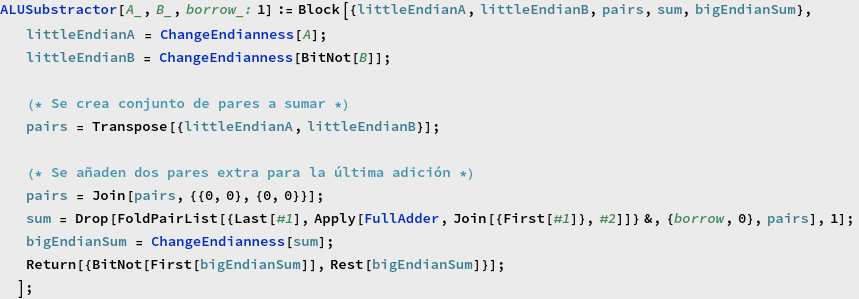 ALUSubstractor[A_, B_, borrow_: 1] := Block[{littleEndianA, littleEndianB, pairs, sum, bigEndianSum},
littleEndianA = ChangeEndianness[A];
littleEndianB = ChangeEndianness[BitNot[B]];
(* Se crea conjunto de pares a sumar *)
pairs = Transpose[{littleEndianA, littleEndianB}];
(* Se añaden dos pares extra para la última adición *)
pairs = Join[pairs, {{0, 0}, {0, 0}}];
sum = Drop[FoldPairList[{Last[#1], Apply[FullAdder, Join[{First[#1]}, #2]]} &, {borrow, 0}, pairs], 1];
bigEndianSum = ChangeEndianness[sum];
Return[{BitNot[First[bigEndianSum]], Rest[bigEndianSum]}];
];